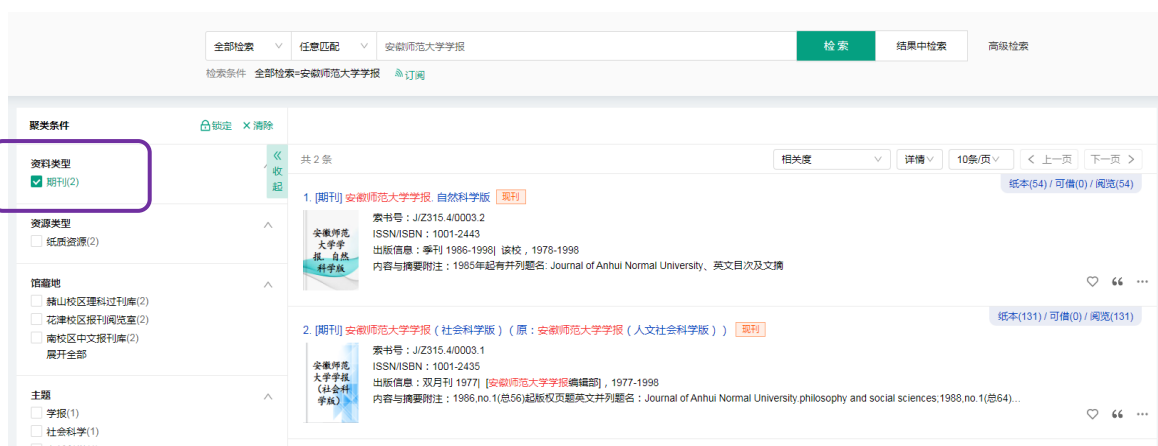 全部检索 任意匹配 安徽师范大学学报 检索 结果中检索 高级检索
检索条件 全部检索=安徽师范大学学报 订阅
聚类条件 锁定 ×清除
收起
资料类型
期刊(2)
资源类型
纸质资源(2)
馆藏地
赭山校区理科过刊库(2)
花津校区报刊阅览室(2)
南校区中文报刊库(2)
展开全部
主题
学报(1)
社会科学(1)
共 2 条 相关度 详情 10条/页 < 上一页 下一页 >
纸本(54) / 可借(0) / 阅览(54)
1. [期刊] 安徽师范大学学报. 自然科学版 现刊
安徽师范
大学学
报. 自然
科学版
索书号：J/Z315.4/0003.2
ISSN/ISBN：1001-2443
出版信息：季刊 1986-1998| 该校，1978-1998
内容与摘要附注：1985年起有并列题名: Journal of Anhui Normal University、英文目次及文摘
纸本(131) / 可借(0) / 阅览(131)
2. [期刊] 安徽师范大学学报（社会科学版）（原：安徽师范大学学报（人文社会科学版）） 现刊
安徽师范
大学学报
（社会科
学版）
索书号：J/Z315.4/0003.1
ISSN/ISBN：1001-2435
出版信息：双月刊 1977| [安徽师范大学学报编辑部]，1977-1998
内容与摘要附注：1986,no.1(总56)起版权页题英文并列题名：Journal of Anhui Normal University.philosophy and social sciences;1988,no.1(总64)...